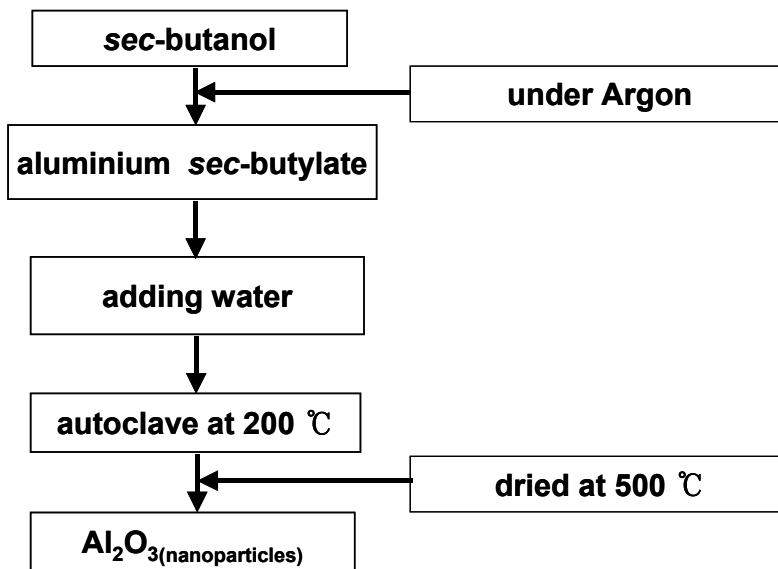 sec-butanol
under Argon
aluminium sec-butylate
adding water
autoclave at 200 ℃
dried at 500 ℃
Al₂O₃(nanoparticles)